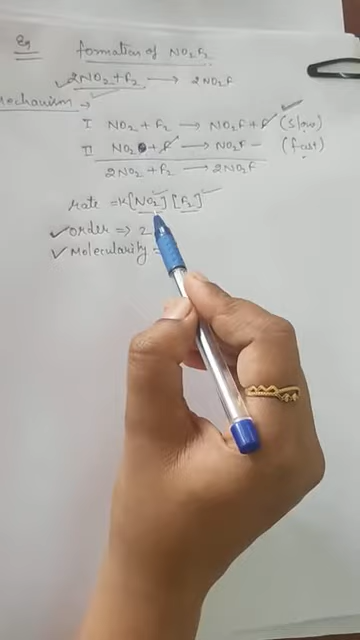 Eg
formation of NO₂F₂
2NO₂ + F₂ → 2NO₂F
Mechanism →
I NO₂ + F₂ → NO₂F + F (Slow)
II NO₂ + F → NO₂F – (fast)
2NO₂ + F₂ → 2NO₂F
rate = K[NO₂] [F₂]
✓ Order ⇒ 2
✓ Molecularity =